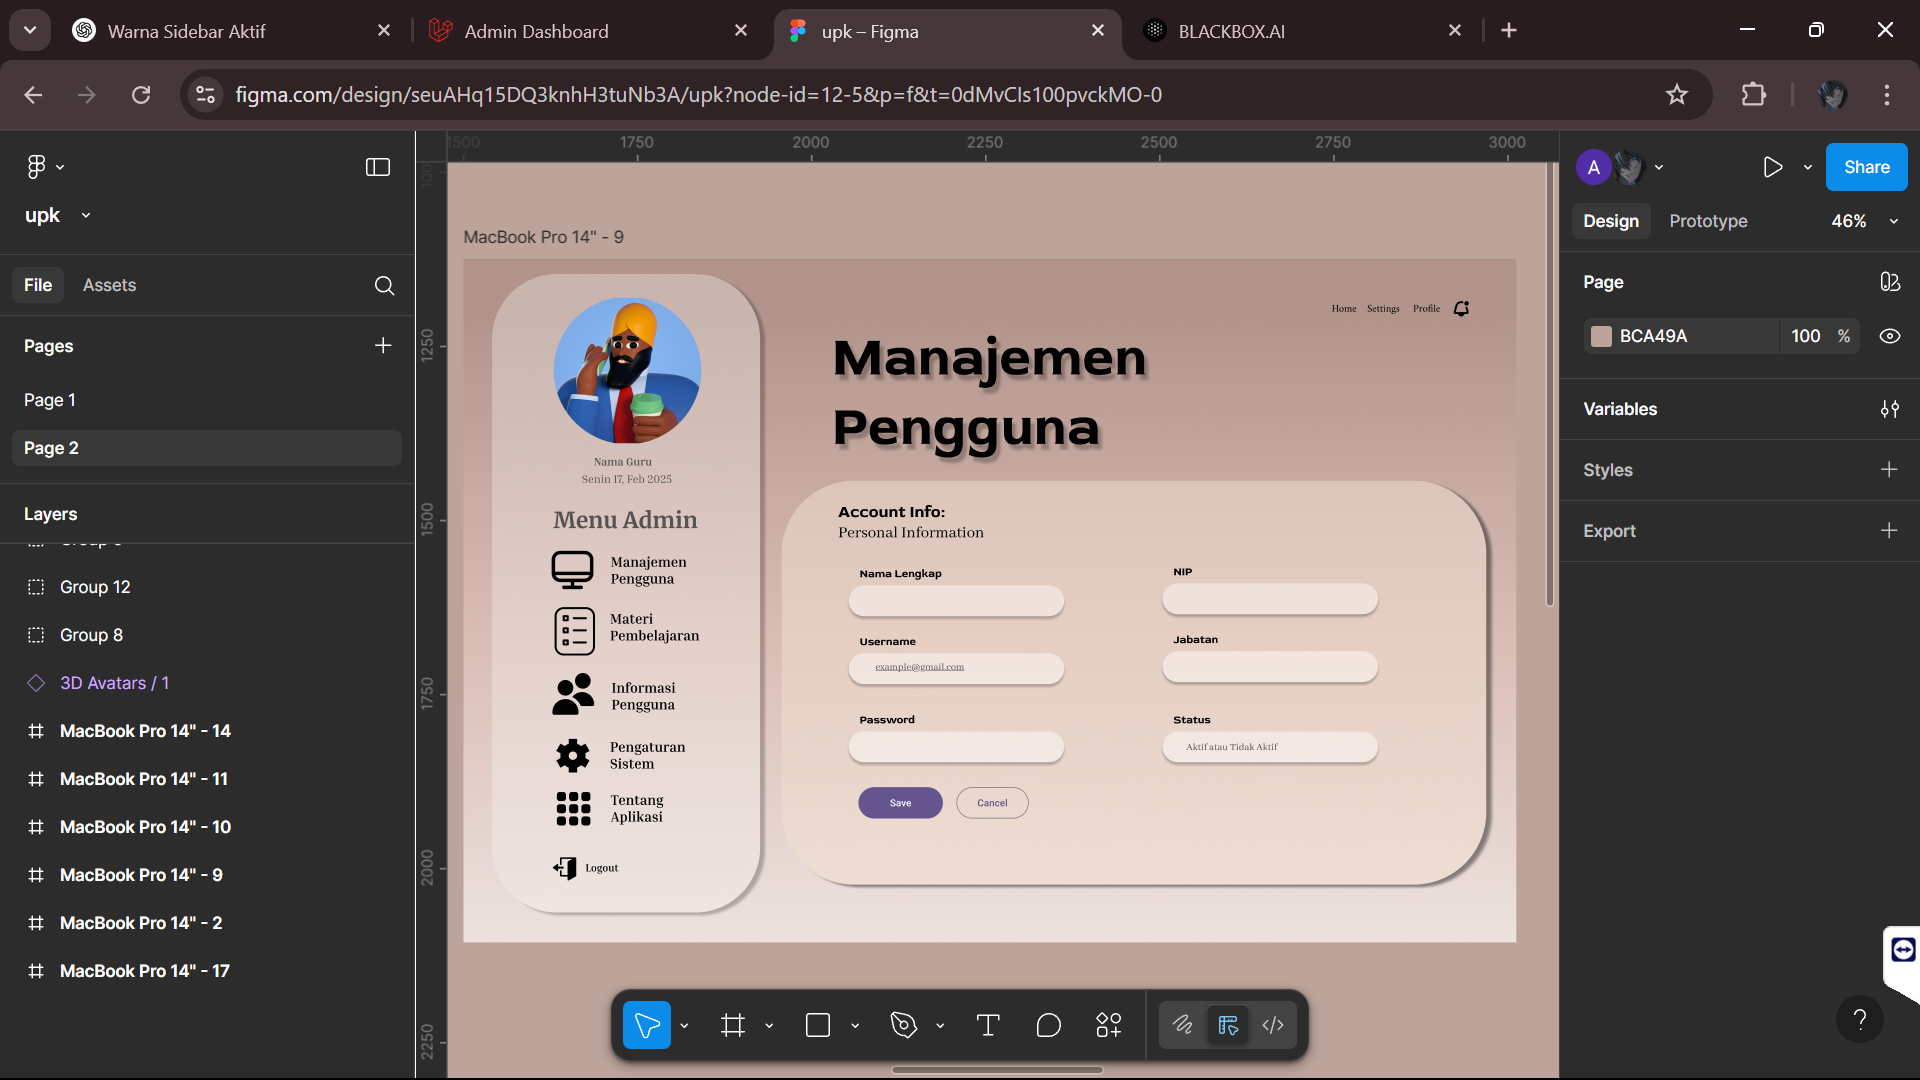 Warna Sidebar Aktif
Admin Dashboard
upk – Figma
BLACKBOX.AI
figma.com/design/seuAHq15DQ3knhH3tuNb3A/upk?node-id=12-5&p=f&t=0dMvCIs100pvckMO-0
upk
File
Assets
Pages
Page 1
Page 2
Layers
Group 12
Group 8
3D Avatars / 1
MacBook Pro 14" - 14
MacBook Pro 14" - 11
MacBook Pro 14" - 10
MacBook Pro 14" - 9
MacBook Pro 14" - 2
MacBook Pro 14" - 17
1500
1750
2000
2250
2500
2750
3000
1250
1500
1750
2000
2250
MacBook Pro 14" - 9
Nama Guru
Senin 17, Feb 2025
Menu Admin
Manajemen
Pengguna
Materi
Pembelajaran
Informasi
Pengguna
Pengaturan
Sistem
Tentang
Aplikasi
Logout
Home
Settings
Profile
Manajemen
Pengguna
Account Info:
Personal Information
Nama Lengkap
NIP
Username
example@gmail.com
Jabatan
Password
Status
Aktif atau Tidak Aktif
Save
Cancel
A
Share
Design
Prototype
46%
Page
BCA49A
100 %
Variables
Styles
Export
?